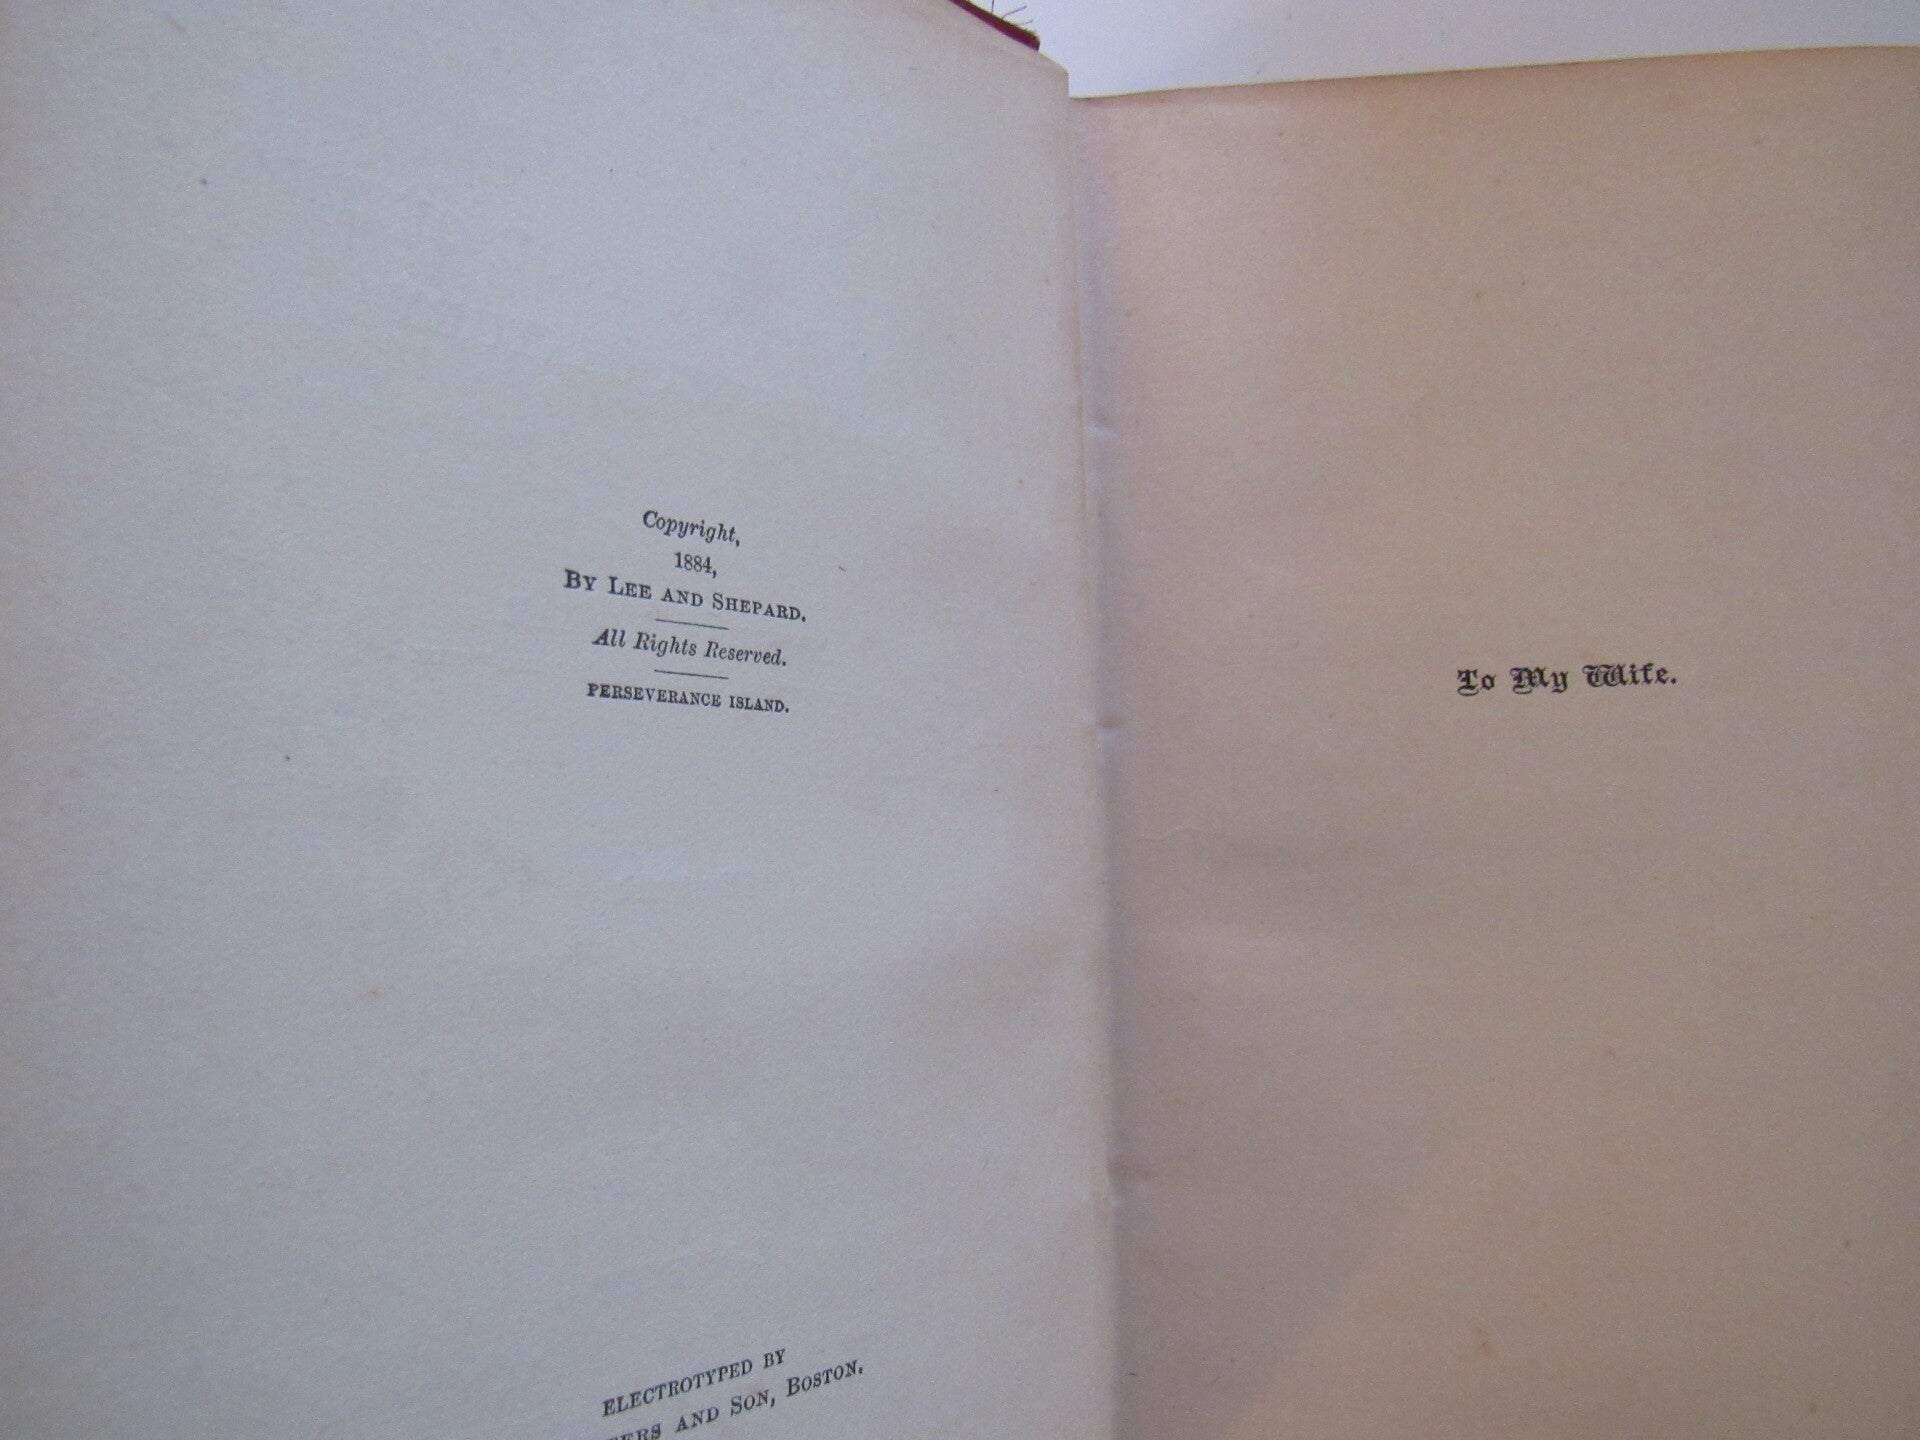 Copyright,
1884,
BY LEE AND SHEPARD.
All Rights Reserved.
PERSEVERANCE ISLAND.
ELECTROTYPED BY
AND SON, BOSTON.
To My Wife.